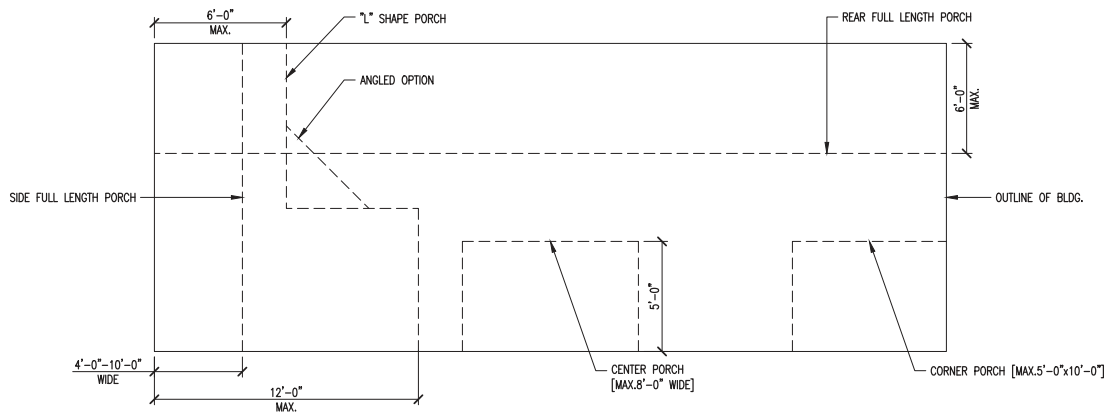 6'-0"
MAX.
"L" SHAPE PORCH
REAR FULL LENGTH PORCH
ANGLED OPTION
6'-0"
MAX.
SIDE FULL LENGTH PORCH
OUTLINE OF BLDG.
5'-0"
4'-0"-10'-0"
WIDE
12'-0"
MAX.
CENTER PORCH
[MAX.8'-0" WIDE]
CORNER PORCH [MAX.5'-0"x10'-0"]